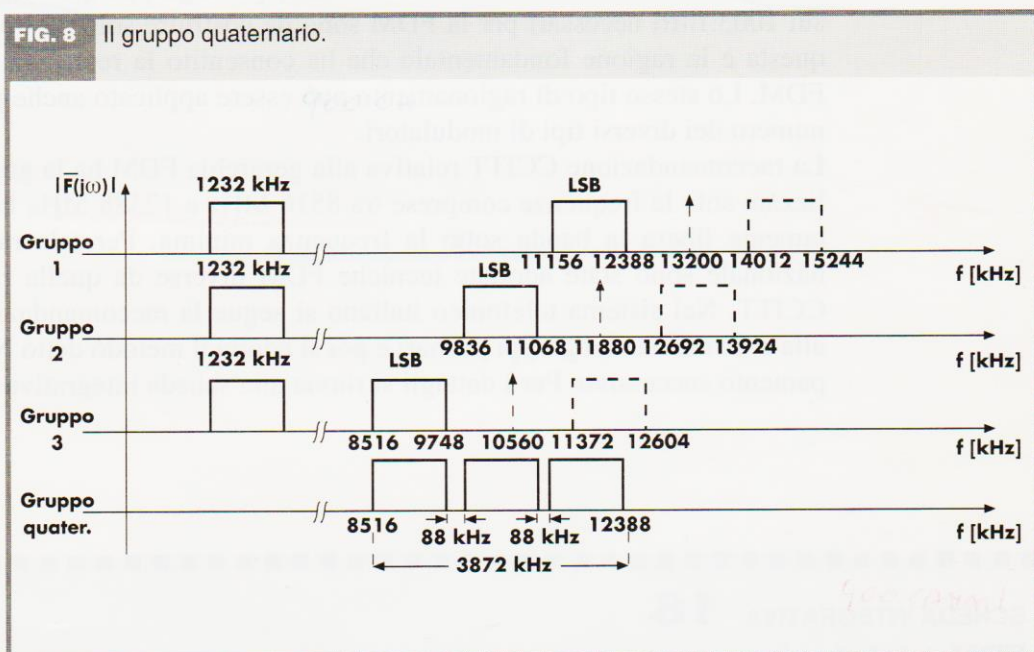 FIG. 8 Il gruppo quaternario.
|F̅(jω)|
1232 kHz
LSB
Gruppo
1
11156 12388 13200 14012 15244
f [kHz]
1232 kHz
LSB
Gruppo
2
9836 11068 11880 12692 13924
f [kHz]
1232 kHz
LSB
Gruppo
3
8516 9748 10560 11372 12604
f [kHz]
Gruppo
quater.
8516
12388
f [kHz]
88 kHz 88 kHz
3872 kHz